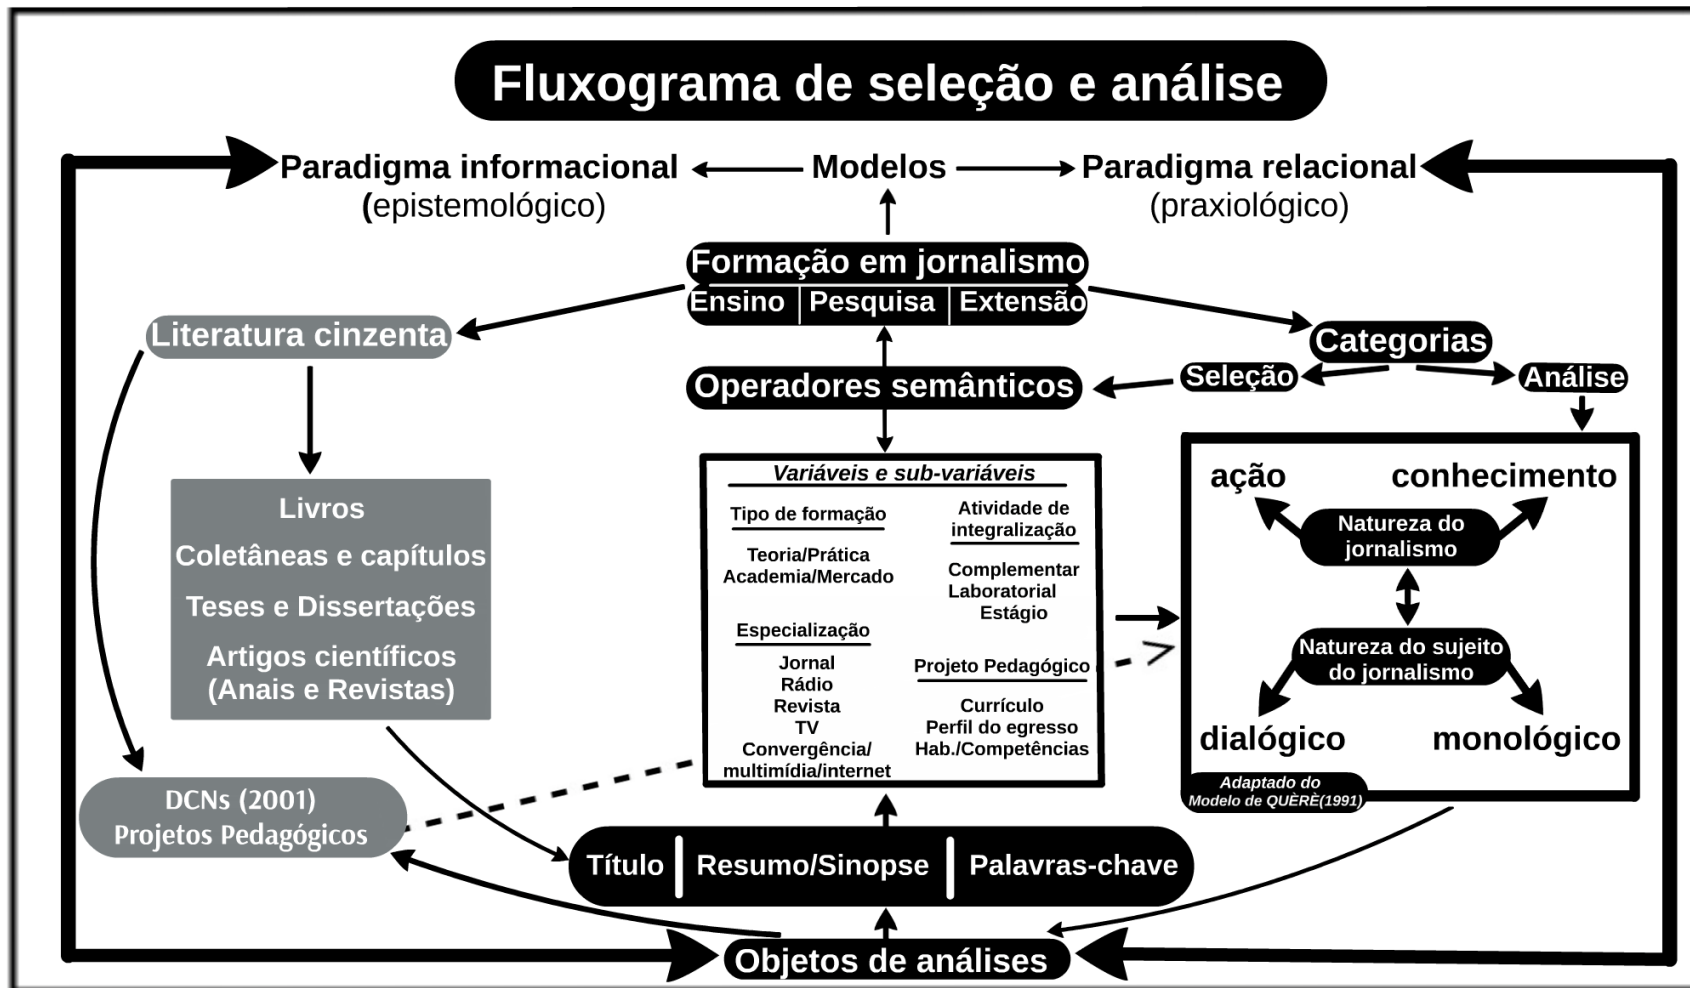 Fluxograma de seleção e análise
Paradigma informacional
(epistemológico)
Modelos
Paradigma relacional
(praxiológico)
Formação em jornalismo
Ensino
Pesquisa
Extensão
Literatura cinzenta
Categorias
Seleção
Análise
Operadores semânticos
Livros
Coletâneas e capítulos
Teses e Dissertações
Artigos científicos
(Anais e Revistas)
DCNs (2001)
Projetos Pedagógicos
Variáveis e sub-variáveis
Tipo de formação
Teoria/Prática
Academia/Mercado
Atividade de
integralização
Complementar
Laboratorial
Estágio
Especialização
Jornal
Rádio
Revista
TV
Convergência/
multimídia/internet
Projeto Pedagógico
Currículo
Perfil do egresso
Hab./Competências
ação
conhecimento
Natureza do
jornalismo
Natureza do sujeito
do jornalismo
dialógico
monológico
Adaptado do
Modelo de QUÈRÈ(1991)
Título
Resumo/Sinopse
Palavras-chave
Objetos de análises